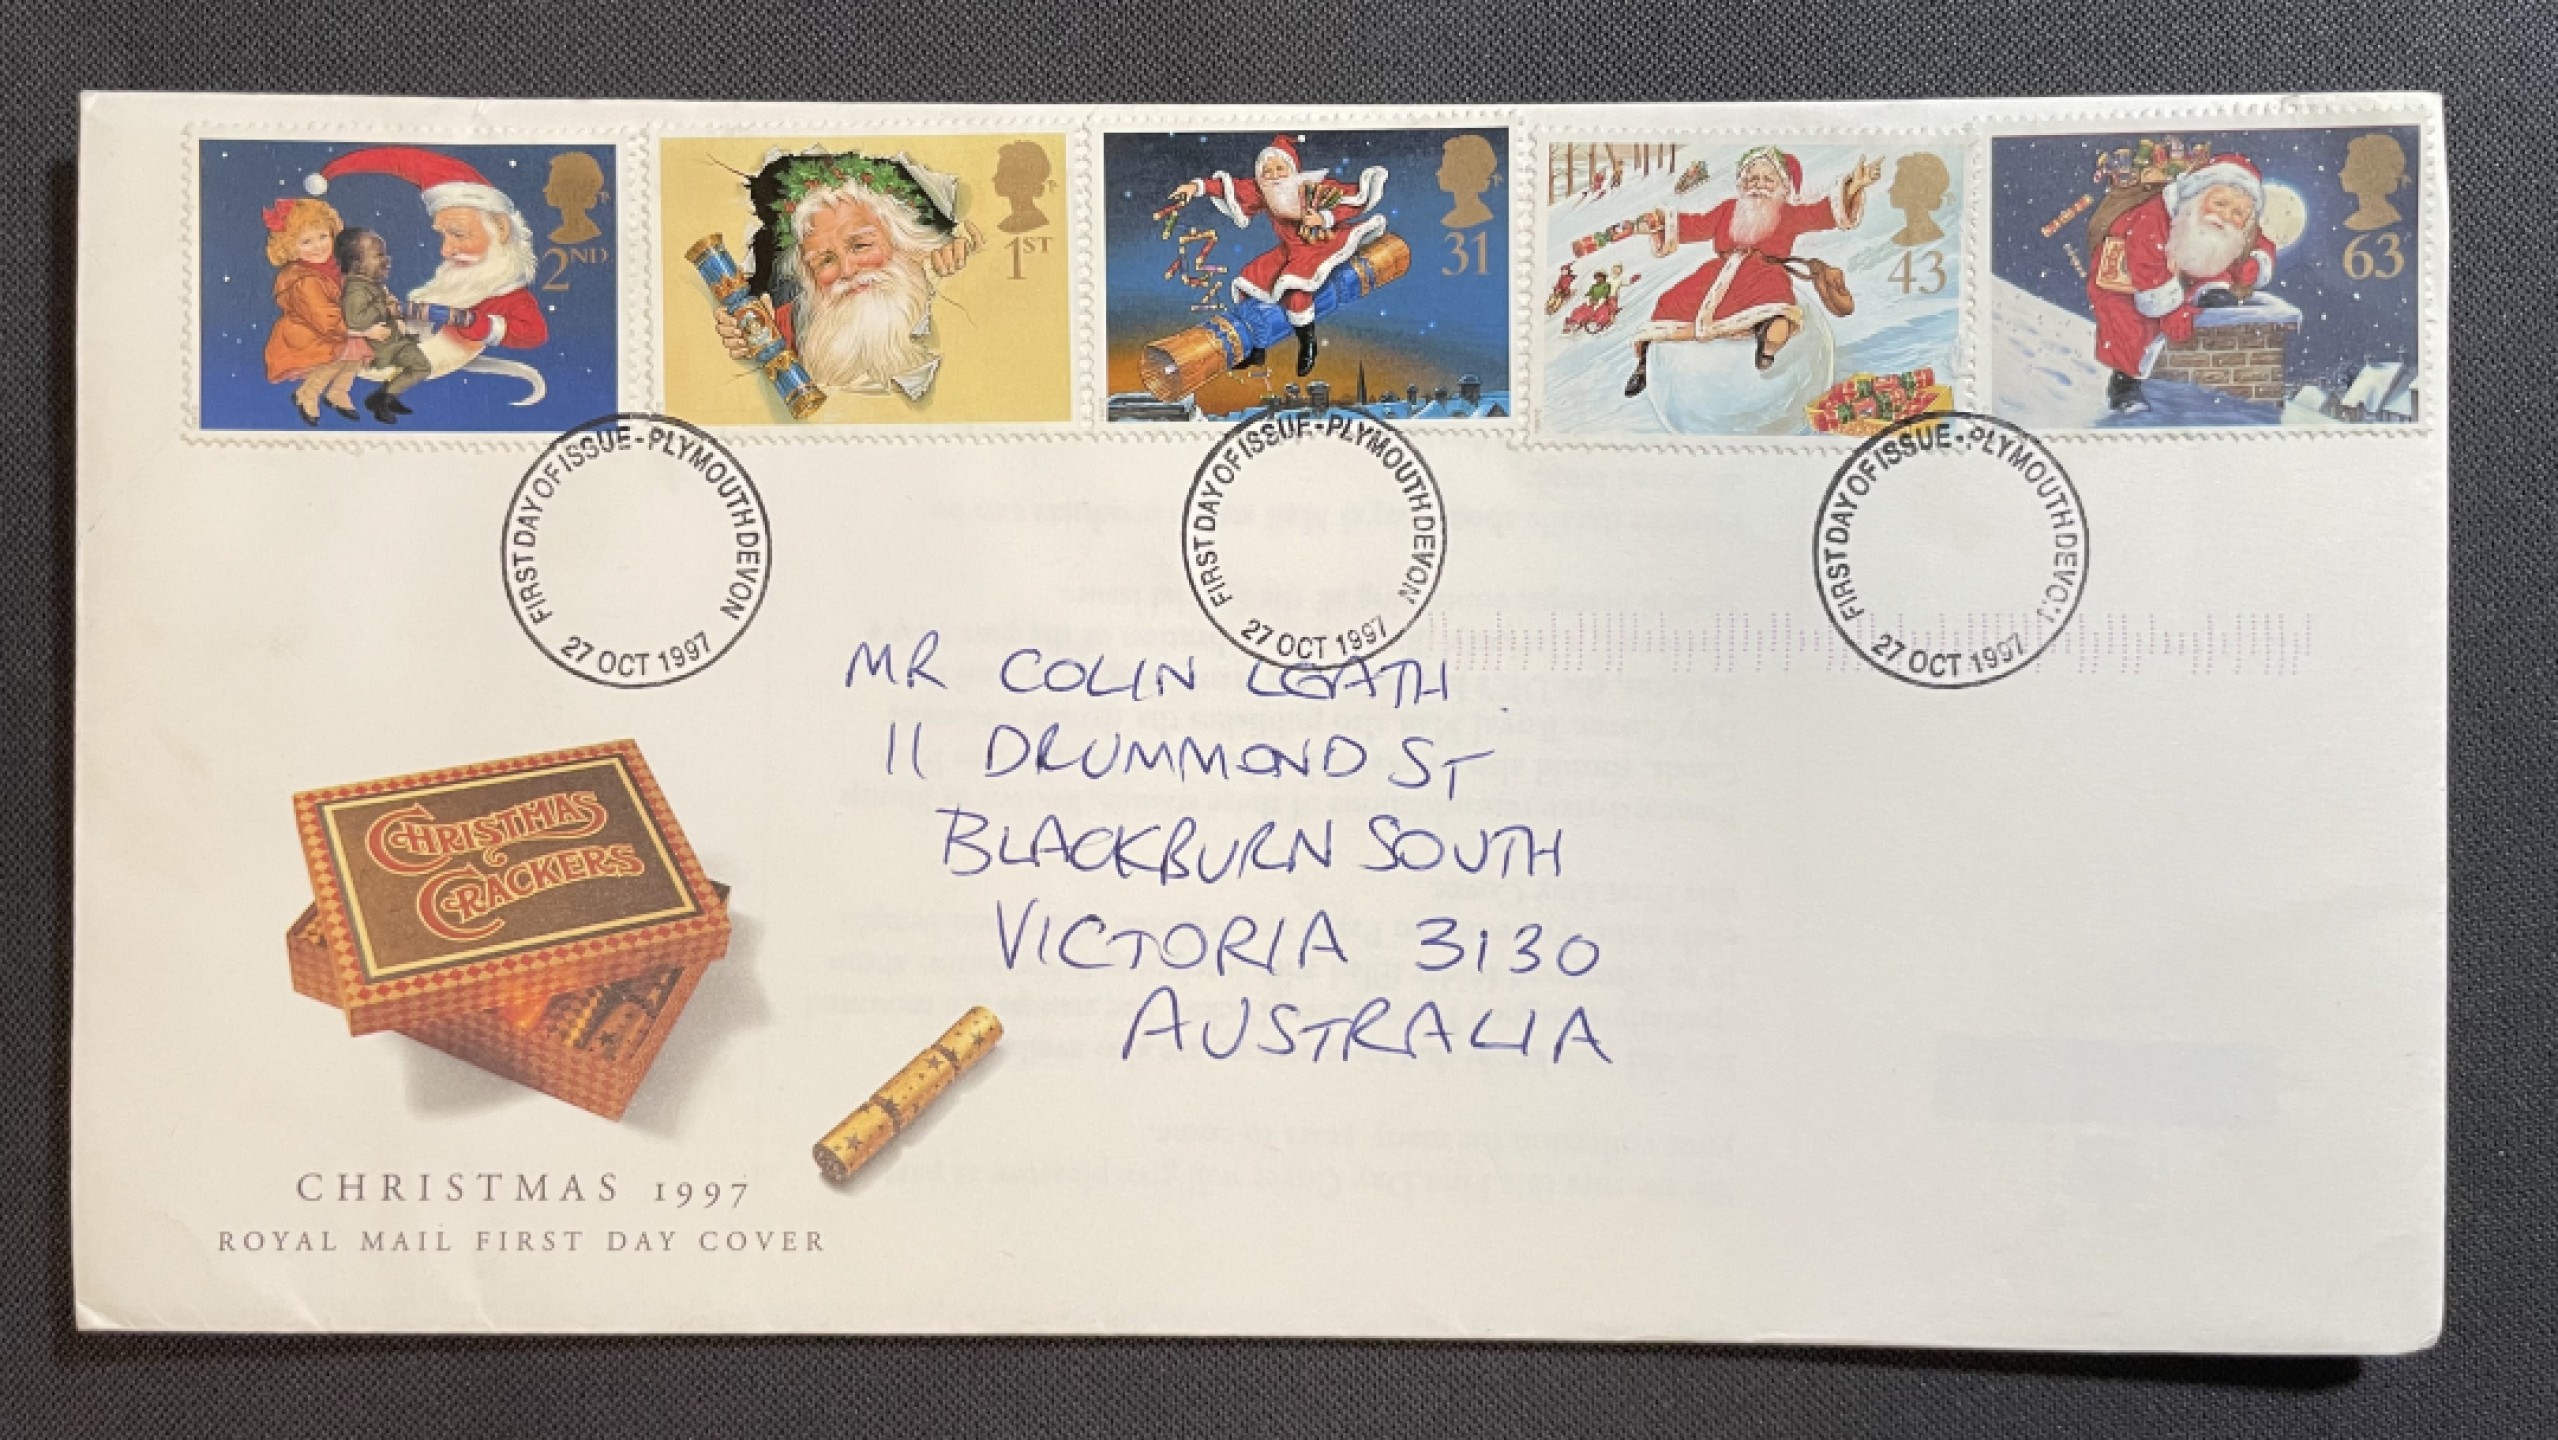 2ND
1ST
31
43
63
FIRST DAY OF ISSUE - PLYMOUTH DEVON
27 OCT 1997
FIRST DAY OF ISSUE - PLYMOUTH DEVON
27 OCT 1997
FIRST DAY OF ISSUE - PLYMOUTH DEVON
27 OCT 1997
MR COLIN LEATH
11 DRUMMOND ST
BLACKBURN SOUTH
VICTORIA 3130
AUSTRALIA
CHRISTMAS
CRACKERS
CHRISTMAS 1997
ROYAL MAIL FIRST DAY COVER